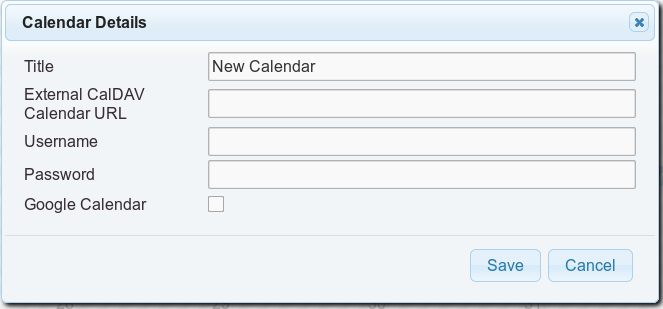 Calendar Details
Title New Calendar
External CalDAV
Calendar URL
Username
Password
Google Calendar
Save Cancel